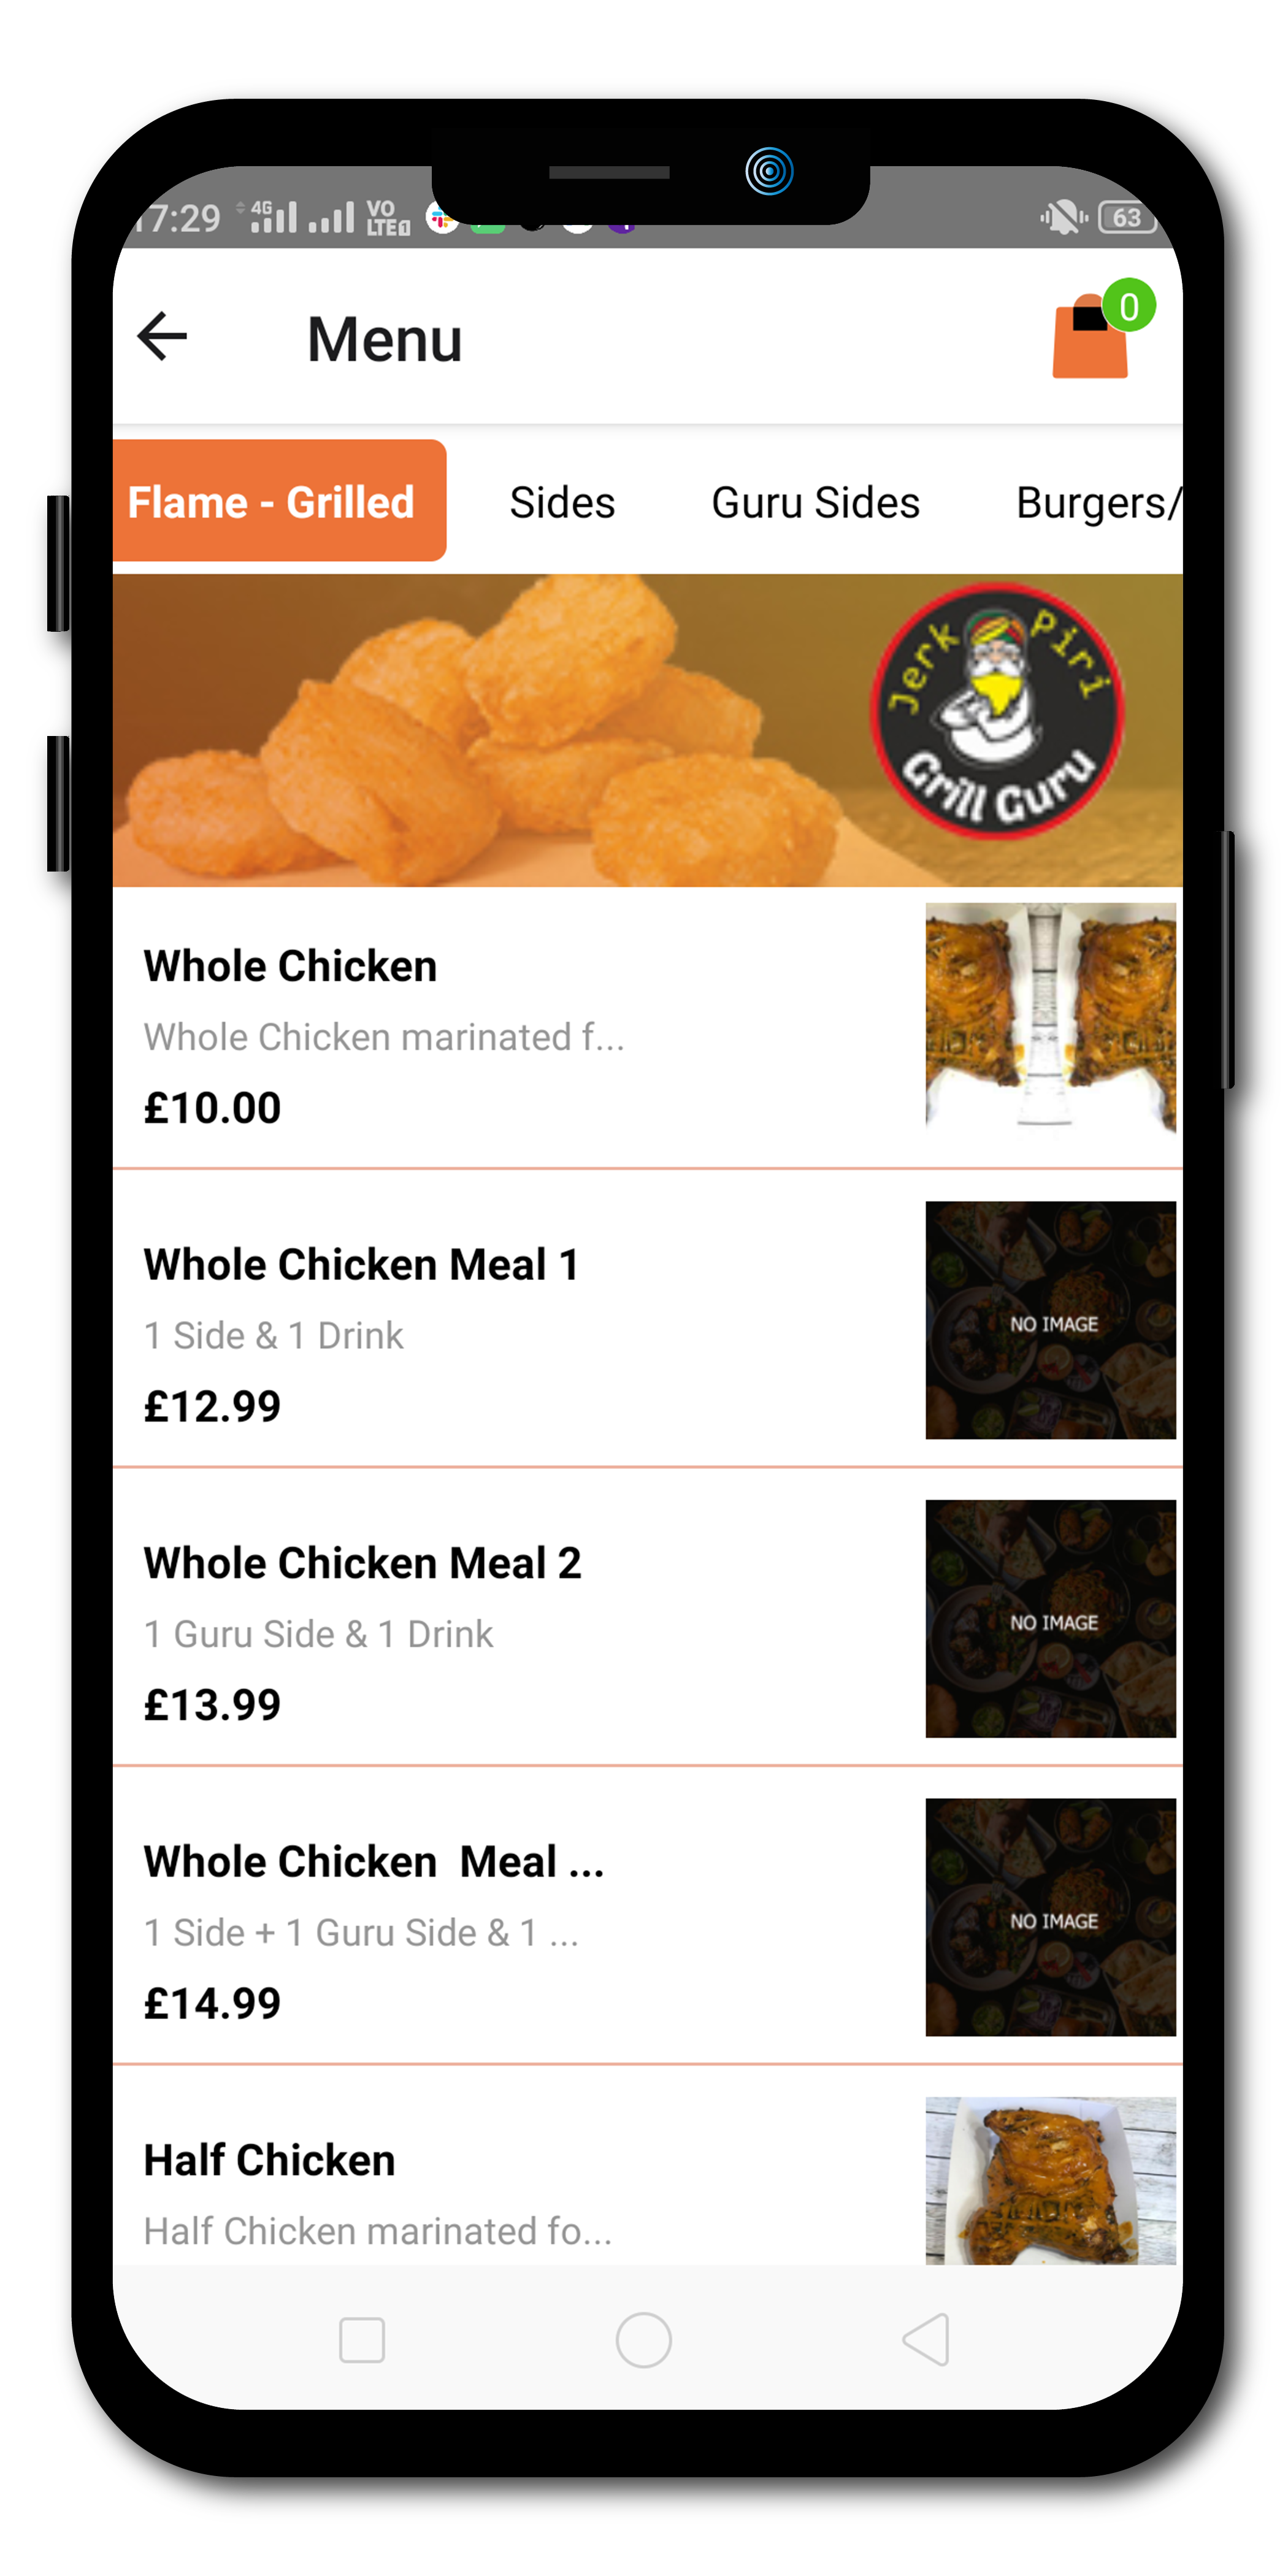 17:29 4G VO LTE1 63
Menu
0
Flame - Grilled Sides Guru Sides Burgers/
Jerk Piri
Grill Guru
Whole Chicken
Whole Chicken marinated f...
£10.00
Whole Chicken Meal 1
1 Side & 1 Drink
£12.99
NO IMAGE
Whole Chicken Meal 2
1 Guru Side & 1 Drink
£13.99
NO IMAGE
Whole Chicken  Meal ...
1 Side + 1 Guru Side & 1 ...
£14.99
NO IMAGE
Half Chicken
Half Chicken marinated fo...